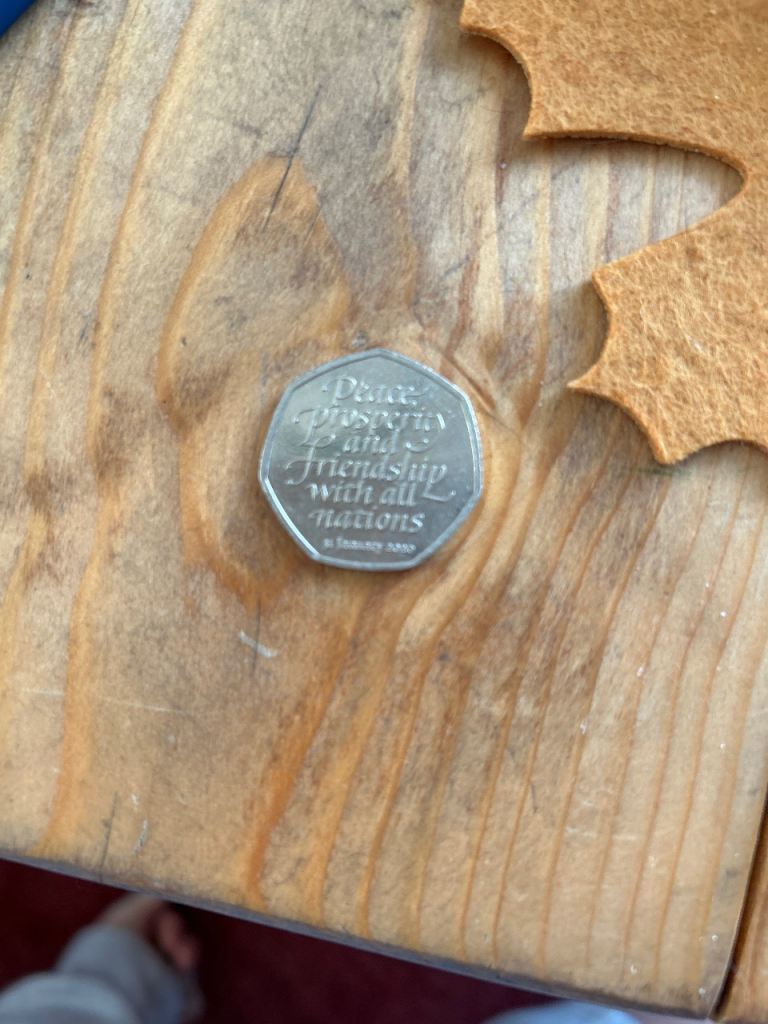 Peace,
prosperity
and
friendship
with all
nations
31 January 2020